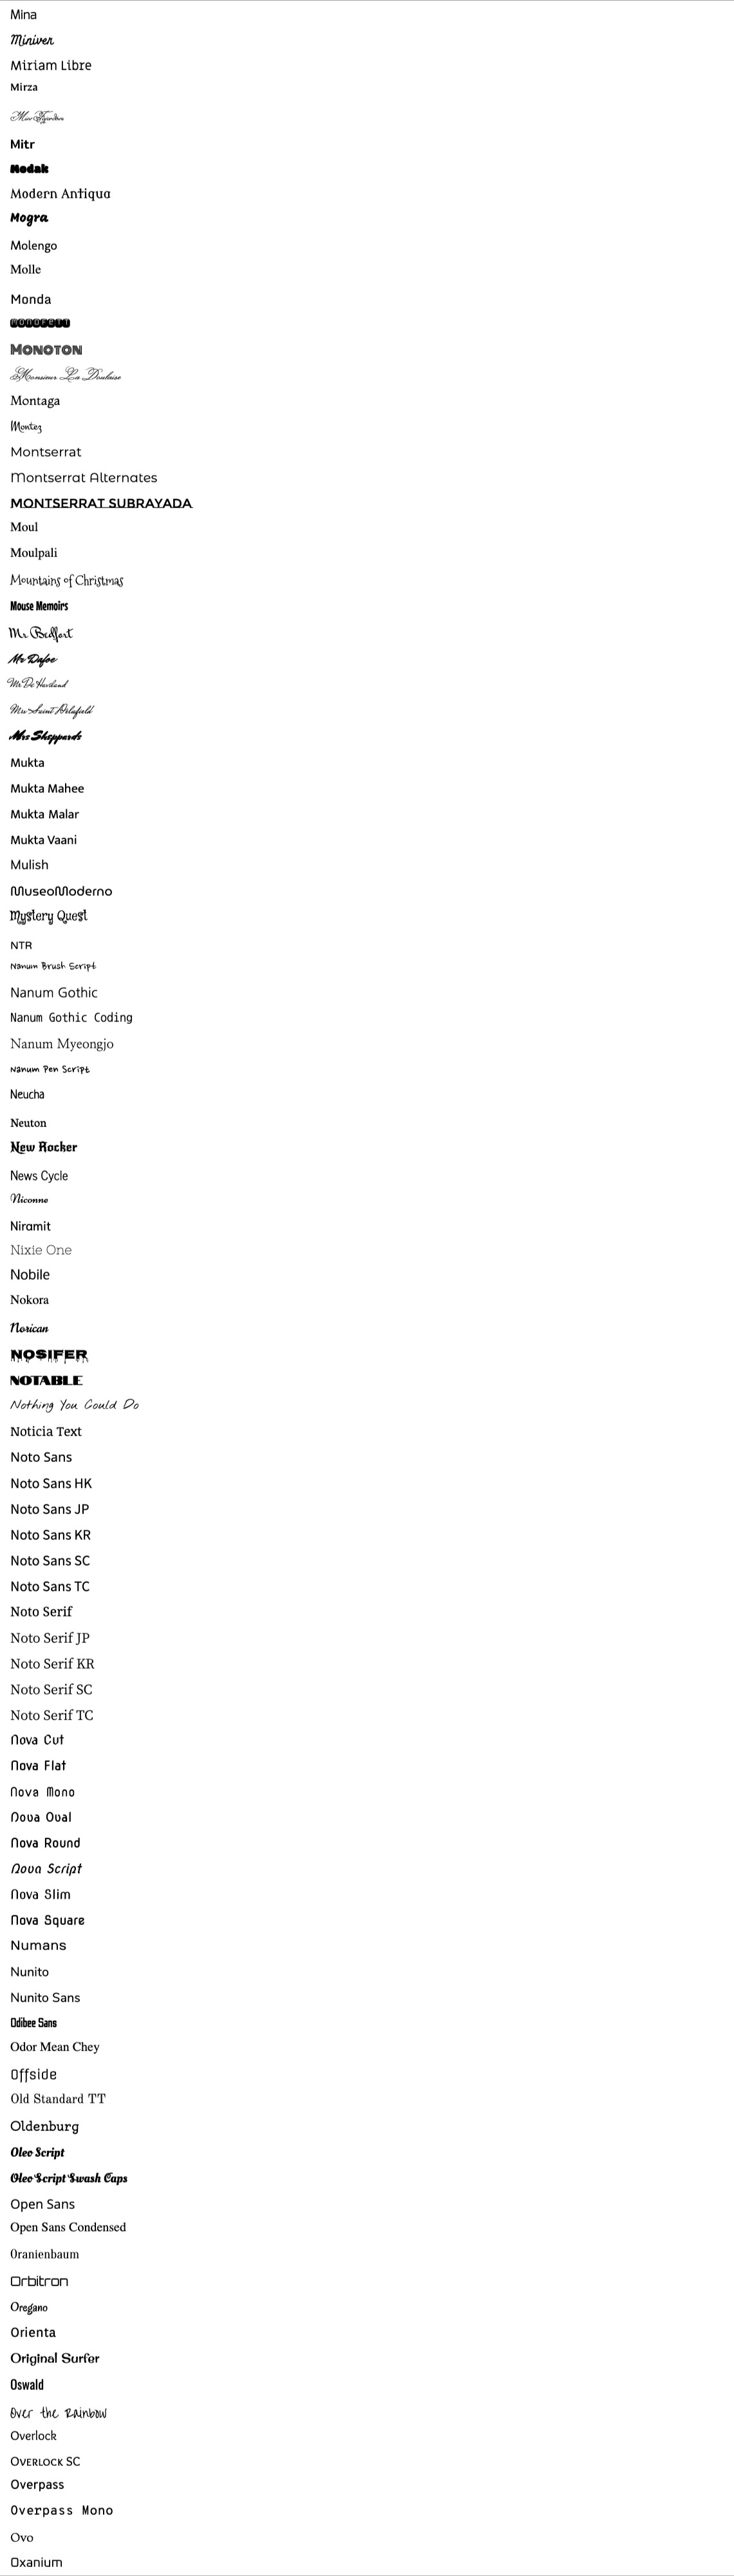 Mina
Miniver
Miriam Libre
Mirza
Miss Fajardose
Mitr
Modak
Modern Antiqua
Mogra
Molengo
Molle
Monda
MONOFETT
MONOTON
Monsieur La Doulaise
Montaga
Montez
Montserrat
Montserrat Alternates
MONTSERRAT SUBRAYADA
Moul
Moulpali
Mountains of Christmas
Mouse Memoirs
Mr Bedfort
Mr Dafoe
Mr De Haviland
Mrs Saint Delafield
Mrs Sheppards
Mukta
Mukta Mahee
Mukta Malar
Mukta Vaani
Mulish
MuseoModerno
Mystery Quest
NTR
Nanum Brush Script
Nanum Gothic
Nanum Gothic Coding
Nanum Myeongjo
Nanum Pen Script
Neucha
Neuton
New Rocker
News Cycle
Niconne
Niramit
Nixie One
Nobile
Nokora
Norican
NOSIFER
NOTABLE
Nothing You Could Do
Noticia Text
Noto Sans
Noto Sans HK
Noto Sans JP
Noto Sans KR
Noto Sans SC
Noto Sans TC
Noto Serif
Noto Serif JP
Noto Serif KR
Noto Serif SC
Noto Serif TC
Nova Cut
Nova Flat
Nova Mono
Nova Oval
Nova Round
Nova Script
Nova Slim
Nova Square
Numans
Nunito
Nunito Sans
Odibee Sans
Odor Mean Chey
Offside
Old Standard TT
Oldenburg
Oleo Script
Oleo Script Swash Caps
Open Sans
Open Sans Condensed
Oranienbaum
Orbitron
Oregano
Orienta
Original Surfer
Oswald
Over the Rainbow
Overlock
OVERLOCK SC
Overpass
Overpass Mono
Ovo
Oxanium